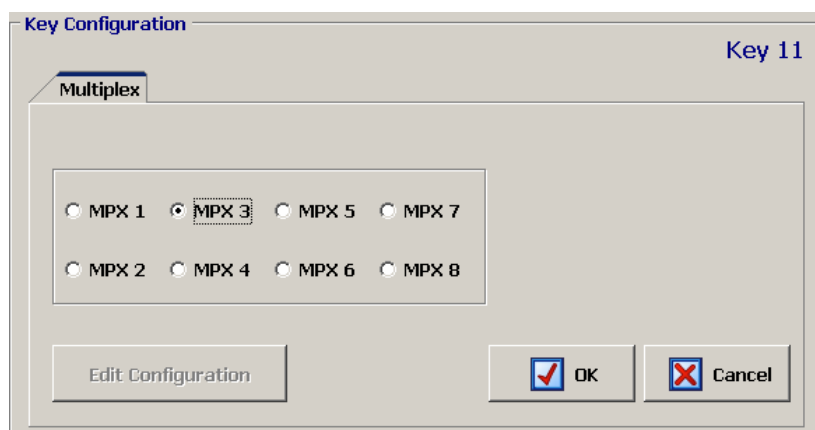 Key Configuration
Key 11
Multiplex
MPX 1 MPX 3 MPX 5 MPX 7
MPX 2 MPX 4 MPX 6 MPX 8
Edit Configuration OK Cancel